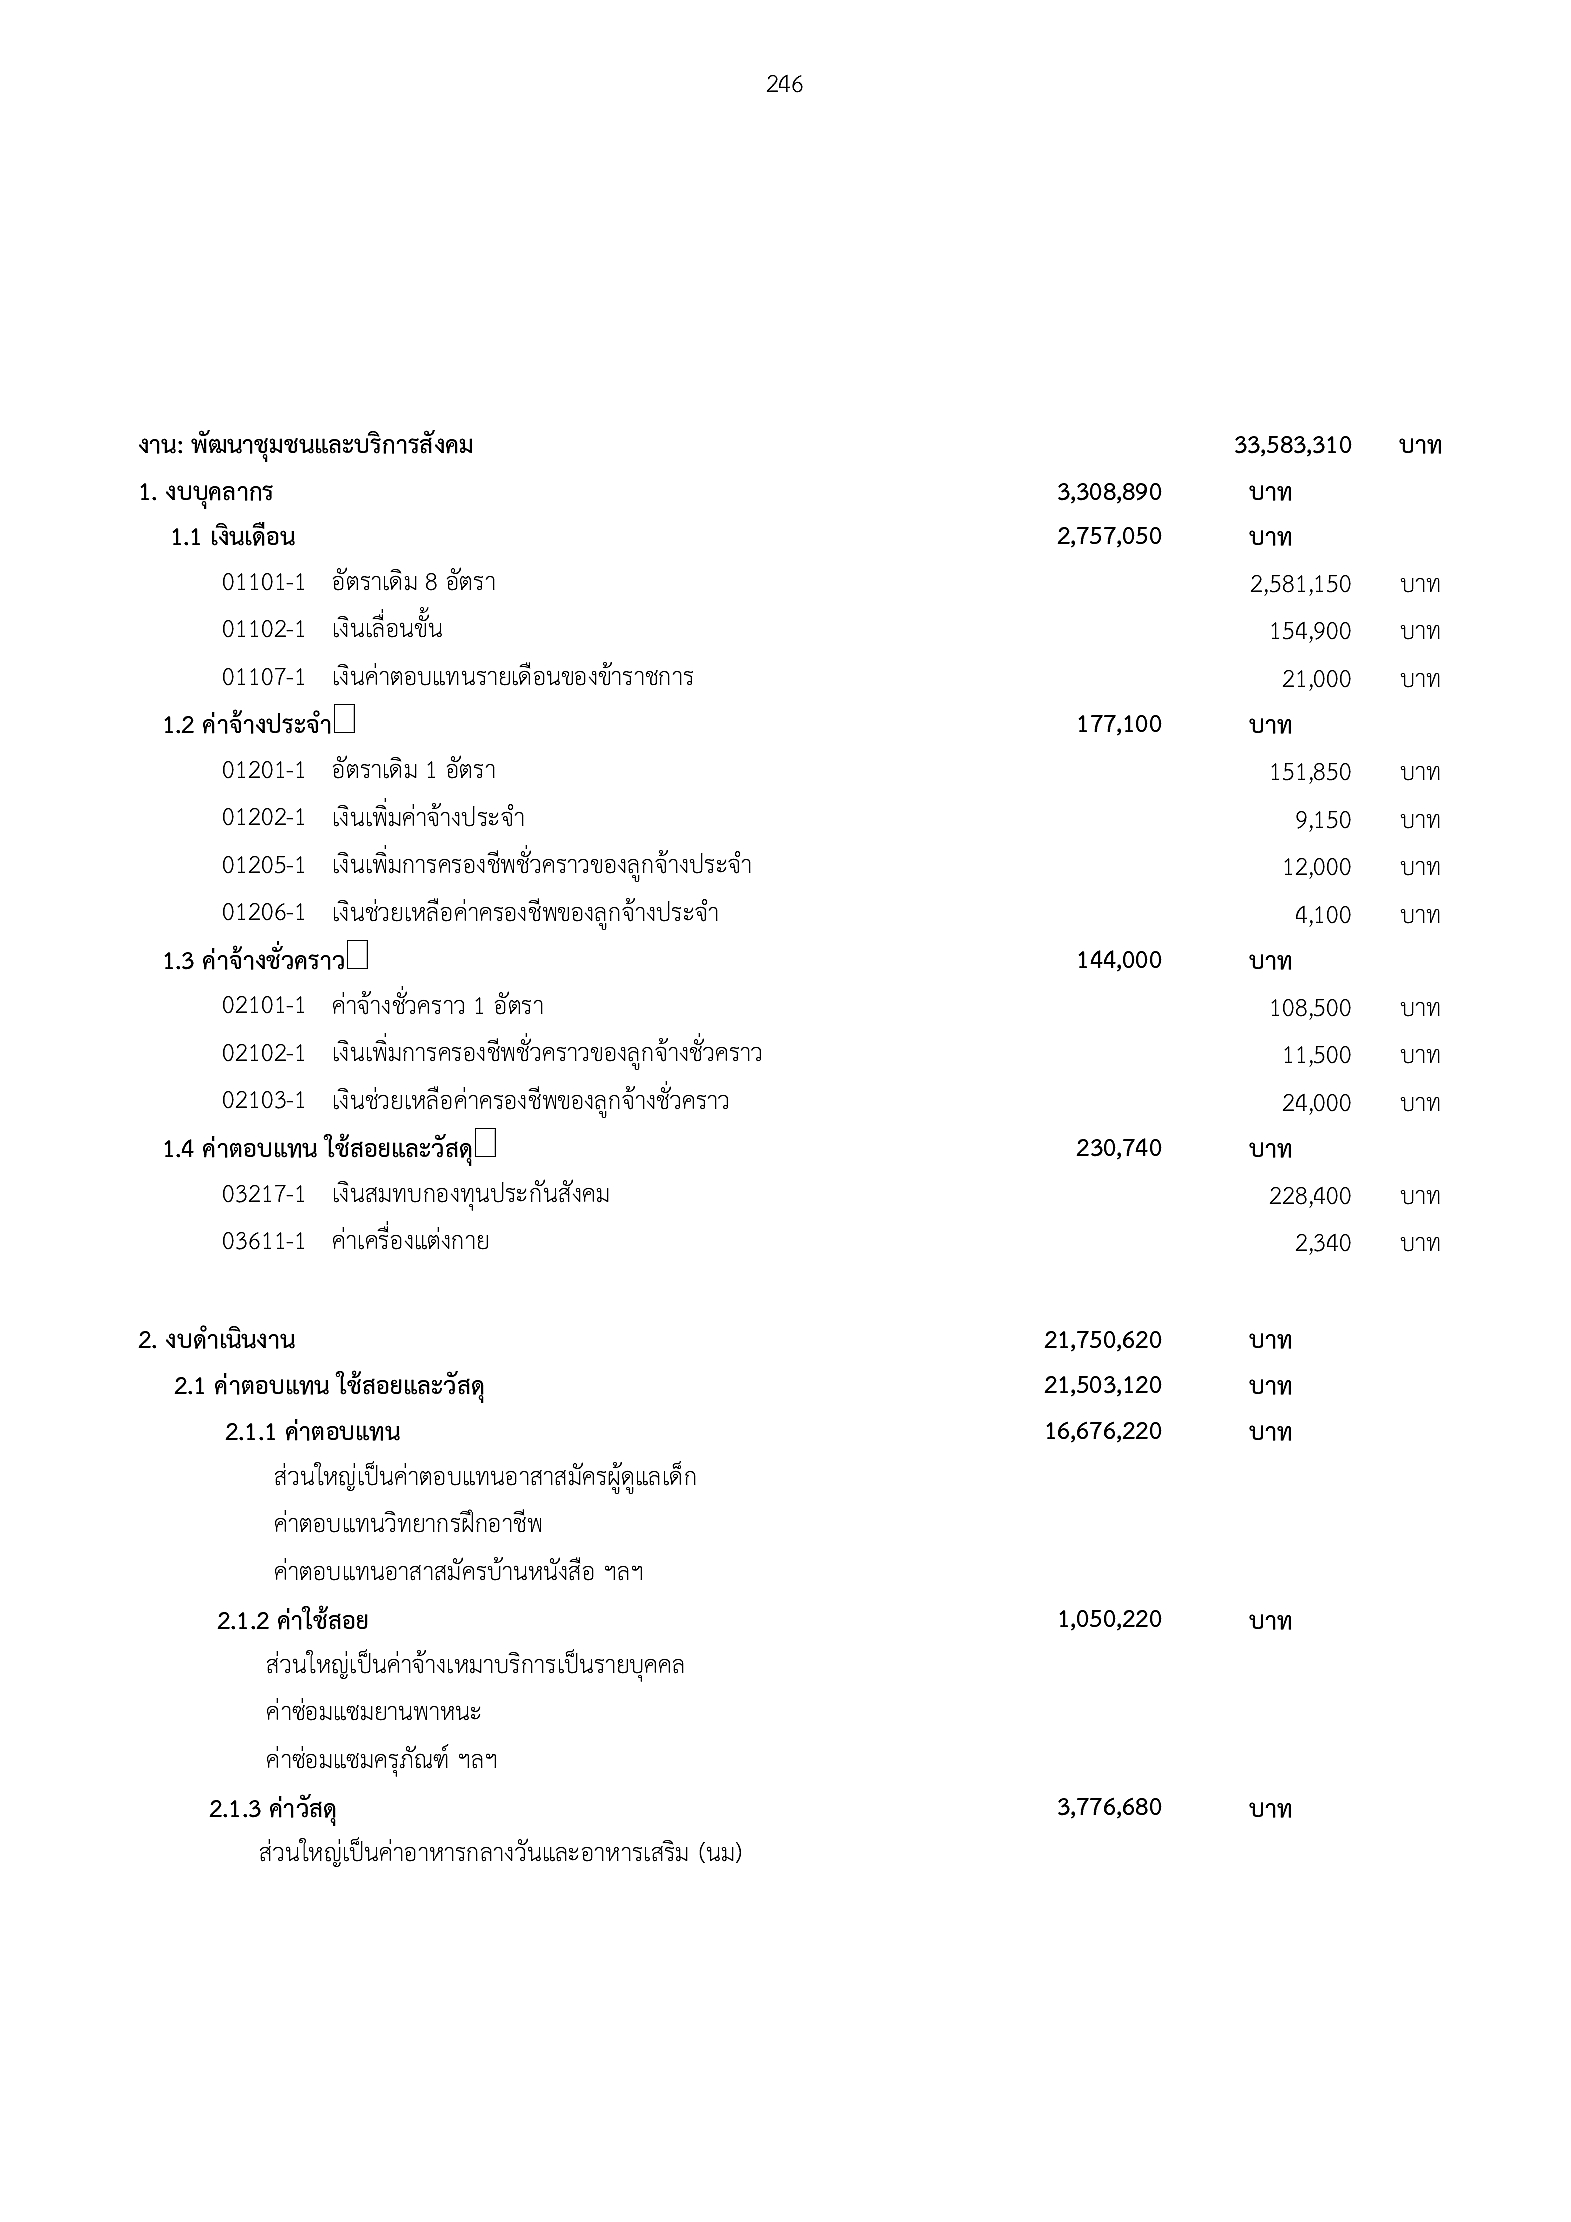 246
งาน: พัฒนาชุมชนและบริการสังคม 33,583,310 บาท
1. งบบุคลากร 3,308,890 บาท
1.1 เงินเดือน 2,757,050 บาท
01101-1 อัตราเดิม 8 อัตรา 2,581,150 บาท
01102-1 เงินเลื่อนขั้น 154,900 บาท
01107-1 เงินค่าตอบแทนรายเดือนของข้าราชการ 21,000 บาท
1.2 ค่าจ้างประจำ 177,100 บาท
01201-1 อัตราเดิม 1 อัตรา 151,850 บาท
01202-1 เงินเพิ่มค่าจ้างประจำ 9,150 บาท
01205-1 เงินเพิ่มการครองชีพชั่วคราวของลูกจ้างประจำ 12,000 บาท
01206-1 เงินช่วยเหลือค่าครองชีพของลูกจ้างประจำ 4,100 บาท
1.3 ค่าจ้างชั่วคราว 144,000 บาท
02101-1 ค่าจ้างชั่วคราว 1 อัตรา 108,500 บาท
02102-1 เงินเพิ่มการครองชีพชั่วคราวของลูกจ้างชั่วคราว 11,500 บาท
02103-1 เงินช่วยเหลือค่าครองชีพของลูกจ้างชั่วคราว 24,000 บาท
1.4 ค่าตอบแทน ใช้สอยและวัสดุ 230,740 บาท
03217-1 เงินสมทบกองทุนประกันสังคม 228,400 บาท
03611-1 ค่าเครื่องแต่งกาย 2,340 บาท
2. งบดำเนินงาน 21,750,620 บาท
2.1 ค่าตอบแทน ใช้สอยและวัสดุ 21,503,120 บาท
2.1.1 ค่าตอบแทน 16,676,220 บาท
ส่วนใหญ่เป็นค่าตอบแทนอาสาสมัครผู้ดูแลเด็ก
ค่าตอบแทนวิทยากรฝึกอาชีพ
ค่าตอบแทนอาสาสมัครบ้านหนังสือ ฯลฯ
2.1.2 ค่าใช้สอย 1,050,220 บาท
ส่วนใหญ่เป็นค่าจ้างเหมาบริการเป็นรายบุคคล
ค่าซ่อมแซมยานพาหนะ
ค่าซ่อมแซมครุภัณฑ์ ฯลฯ
2.1.3 ค่าวัสดุ 3,776,680 บาท
ส่วนใหญ่เป็นค่าอาหารกลางวันและอาหารเสริม (นม)